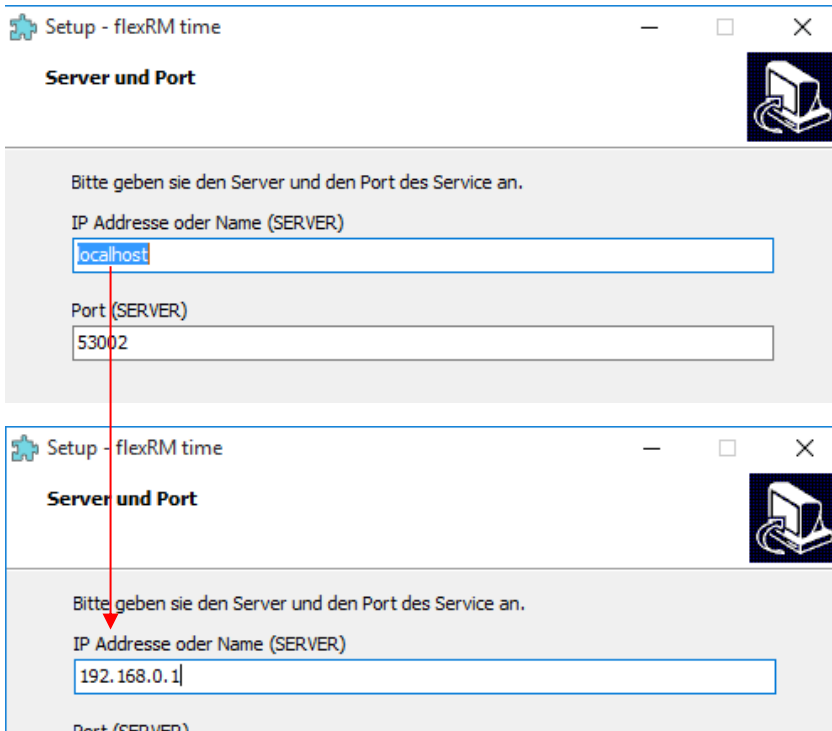 Setup - flexRM time
Server und Port
Bitte geben sie den Server und den Port des Service an.
IP Addresse oder Name (SERVER)
localhost
Port (SERVER)
53002
Setup - flexRM time
Server und Port
Bitte geben sie den Server und den Port des Service an.
IP Addresse oder Name (SERVER)
192.168.0.1
Port (SERVER)